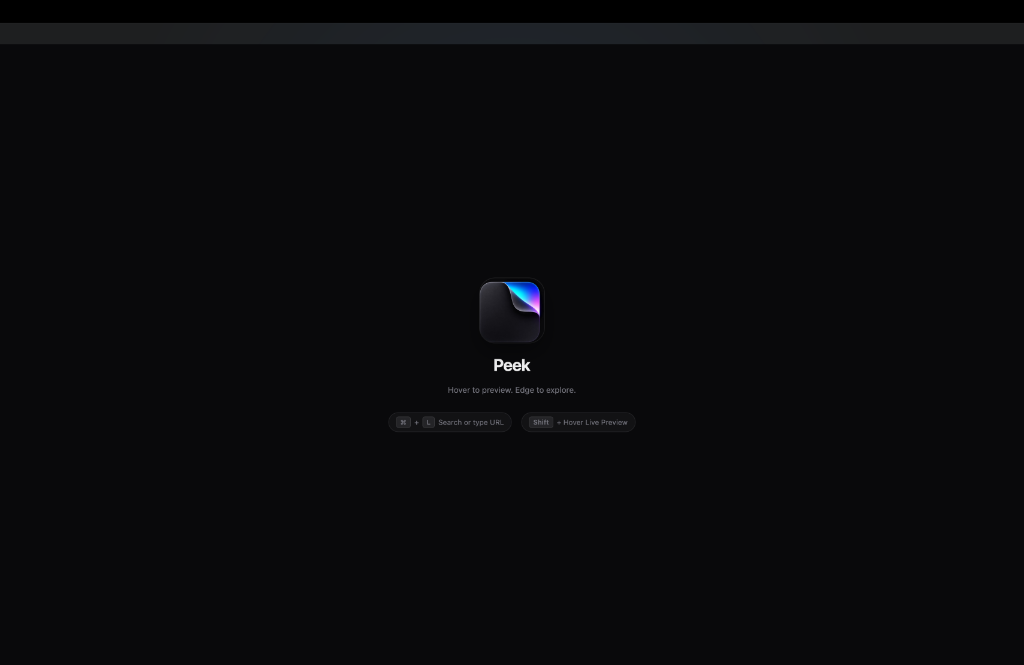 Peek
Hover to preview. Edge to explore.
⌘ + L Search or type URL
Shift + Hover Live Preview